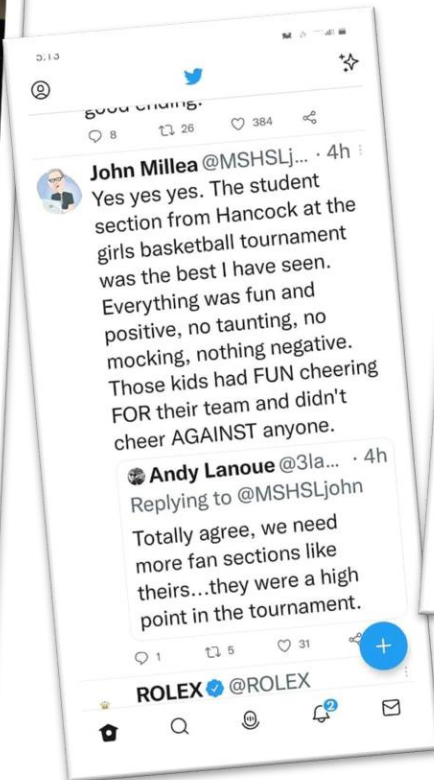 5:13
good ending.
8 26 384
John Millea @MSHSLj... · 4h
Yes yes yes. The student
section from Hancock at the
girls basketball tournament
was the best I have seen.
Everything was fun and
positive, no taunting, no
mocking, nothing negative.
Those kids had FUN cheering
FOR their team and didn't
cheer AGAINST anyone.
Andy Lanoue @3la... · 4h
Replying to @MSHSLjohn
Totally agree, we need
more fan sections like
theirs...they were a high
point in the tournament.
1 5 31
ROLEX @ROLEX
2